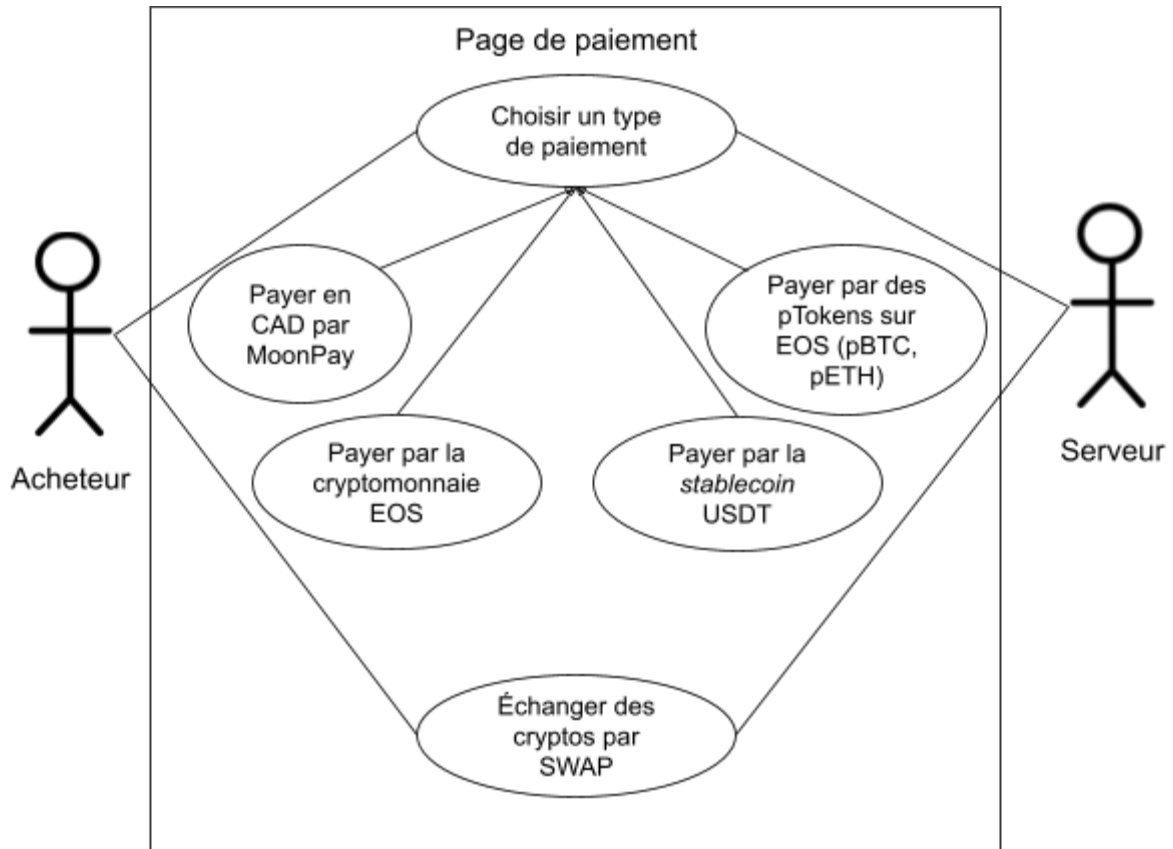 Page de paiement
Choisir un type
de paiement
Payer en
CAD par
MoonPay
Payer par des
pTokens sur
EOS (pBTC,
pETH)
Acheteur
Payer par la
cryptomonnaie
EOS
Payer par la
stablecoin
USDT
Serveur
Échanger des
cryptos par
SWAP